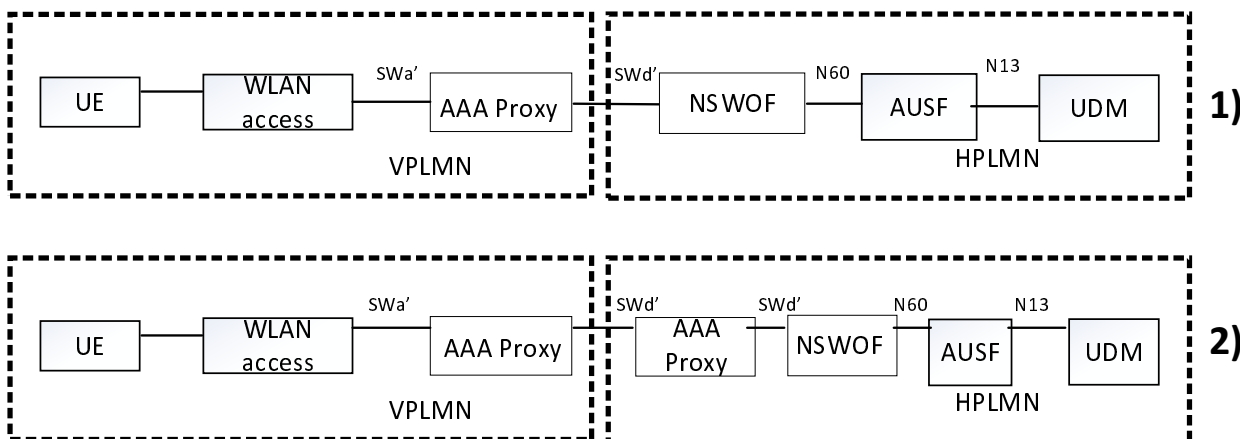 SWa’
SWd’
N60
N13
UE
WLAN
access
AAA Proxy
NSWOF
AUSF
UDM
1)
VPLMN
HPLMN
SWa’
SWd’
SWd’
N60
N13
UE
WLAN
access
AAA Proxy
AAA
Proxy
NSWOF
AUSF
UDM
2)
VPLMN
HPLMN